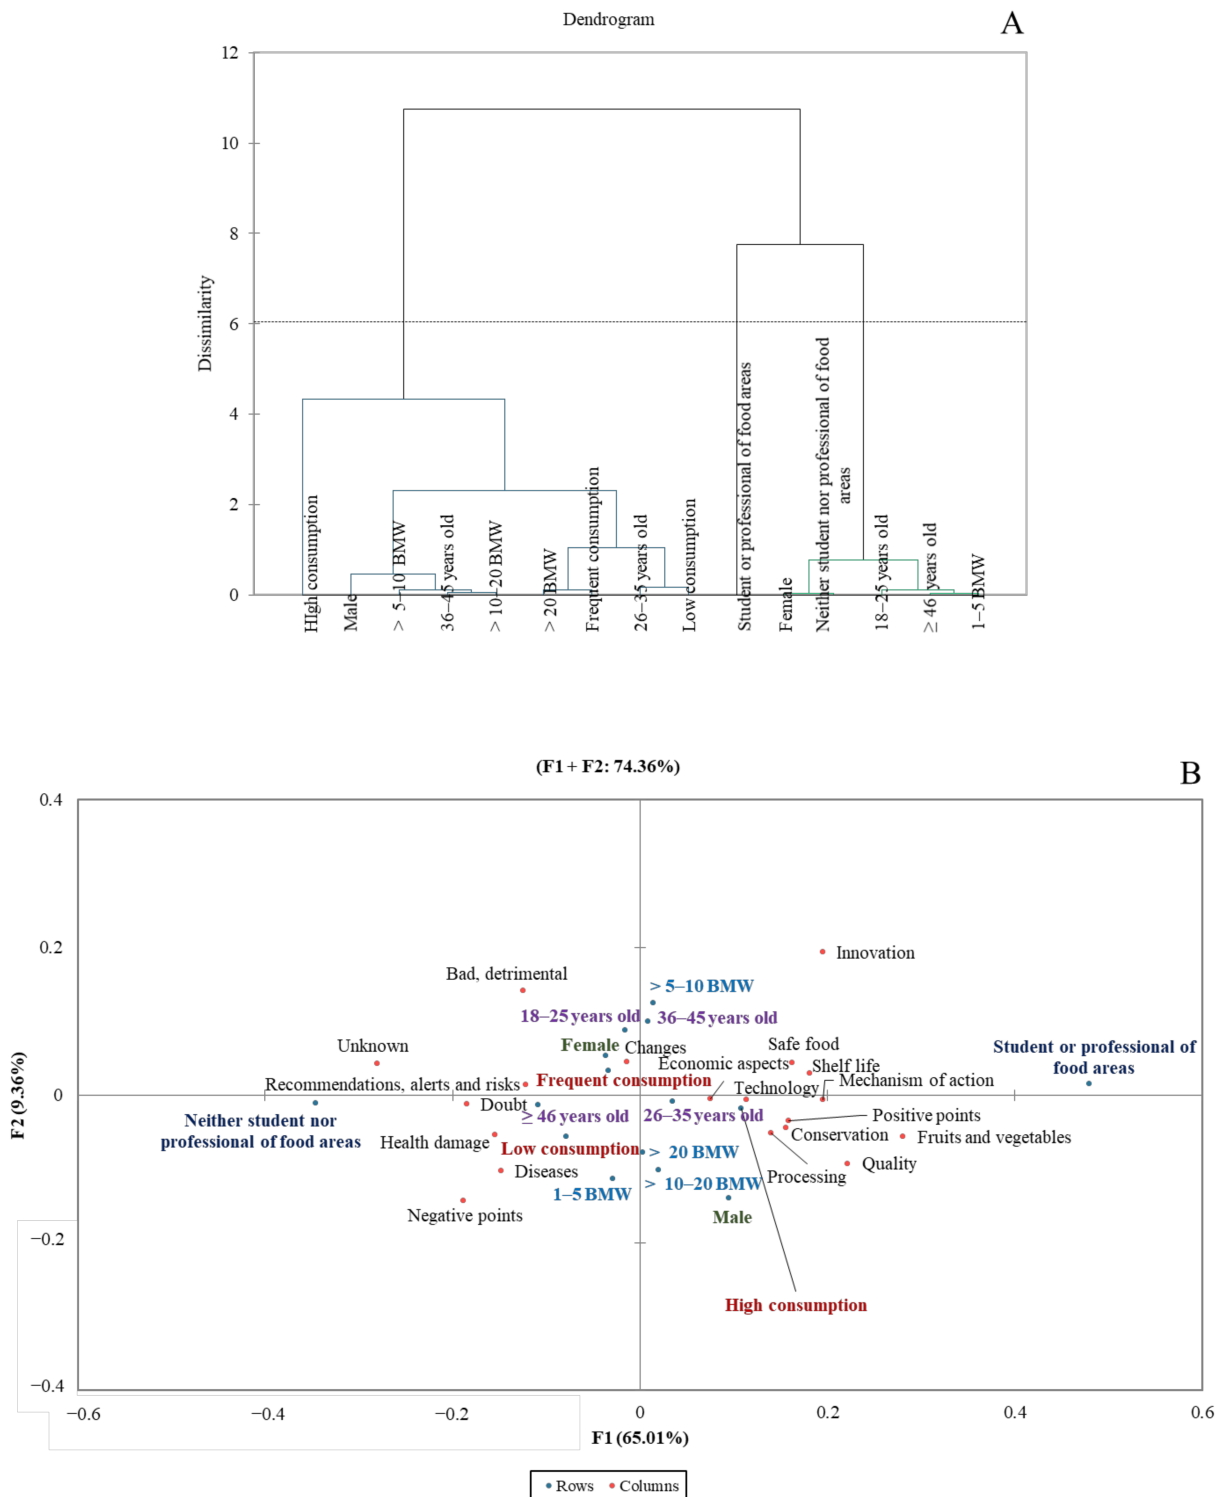 Dendrogram
A
12
10
8
6
4
2
0
Dissimilarity
HIgh consumption
Male
> 5–10 BMW
36–45 years old
> 10–20 BMW
> 20 BMW
Frequent consumption
26–35 years old
Low consumption
Student or professional of food areas
Female
Neither student nor professional of food
areas
18–25 years old
≥ 46 years old
1–5 BMW
(F1 + F2: 74.36%)
B
0.4
0.2
0
−0.2
−0.4
F2 (9.36%)
Innovation
Bad, detrimental
> 5–10 BMW
18–25 years old
36–45 years old
Female
Changes
Safe food
Student or professional of
food areas
Unknown
Economic aspects
Shelf life
Recommendations, alerts and risks
Frequent consumption
Technology
Mechanism of action
Doubt
≥ 46 years old
26–35 years old
Positive points
Neither student nor
professional of food areas
Health damage
Low consumption
Conservation
Fruits and vegetables
> 20 BMW
Quality
Diseases
Processing
1–5 BMW
> 10–20 BMW
Negative points
Male
High consumption
−0.6
−0.4
−0.2
0
0.2
0.4
0.6
F1 (65.01%)
Rows
Columns